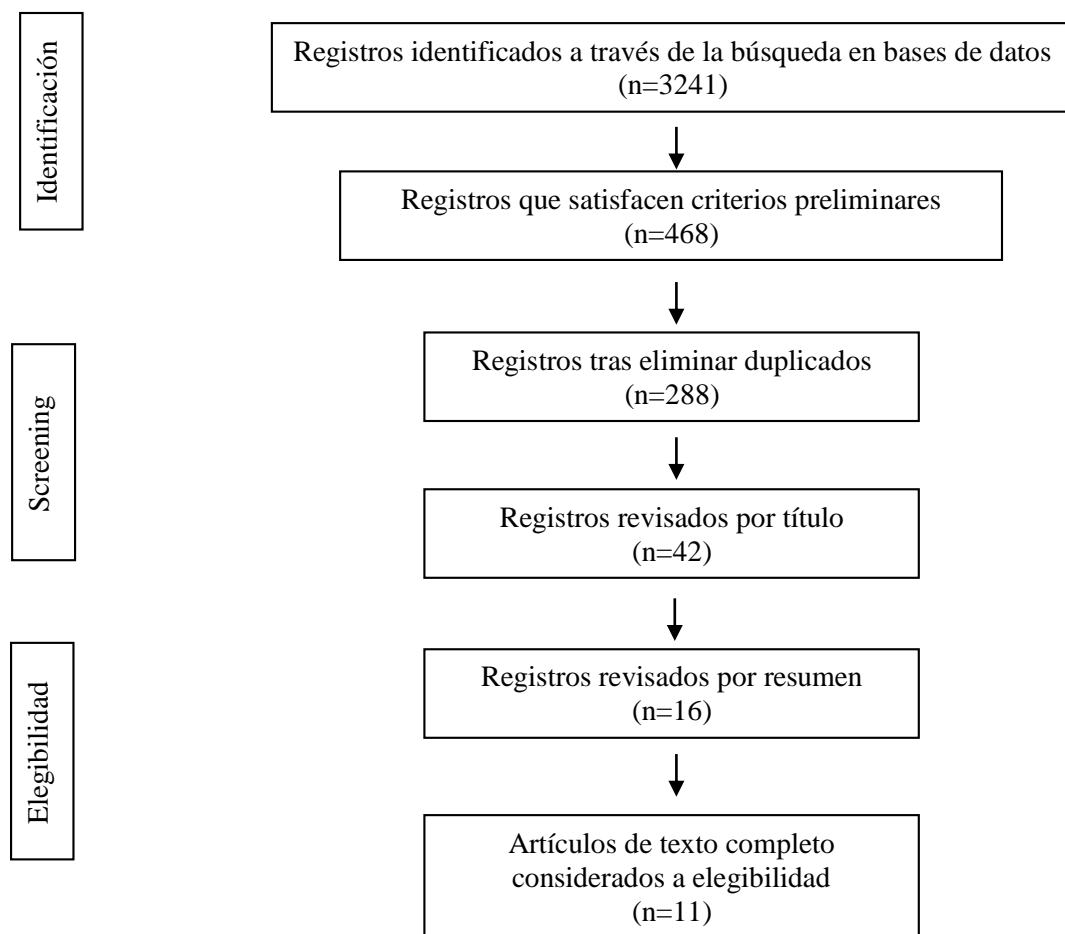 Identificación
Registros identificados a través de la búsqueda en bases de datos
(n=3241)
Registros que satisfacen criterios preliminares
(n=468)
Screening
Registros tras eliminar duplicados
(n=288)
Registros revisados por título
(n=42)
Elegibilidad
Registros revisados por resumen
(n=16)
Artículos de texto completo
considerados a elegibilidad
(n=11)